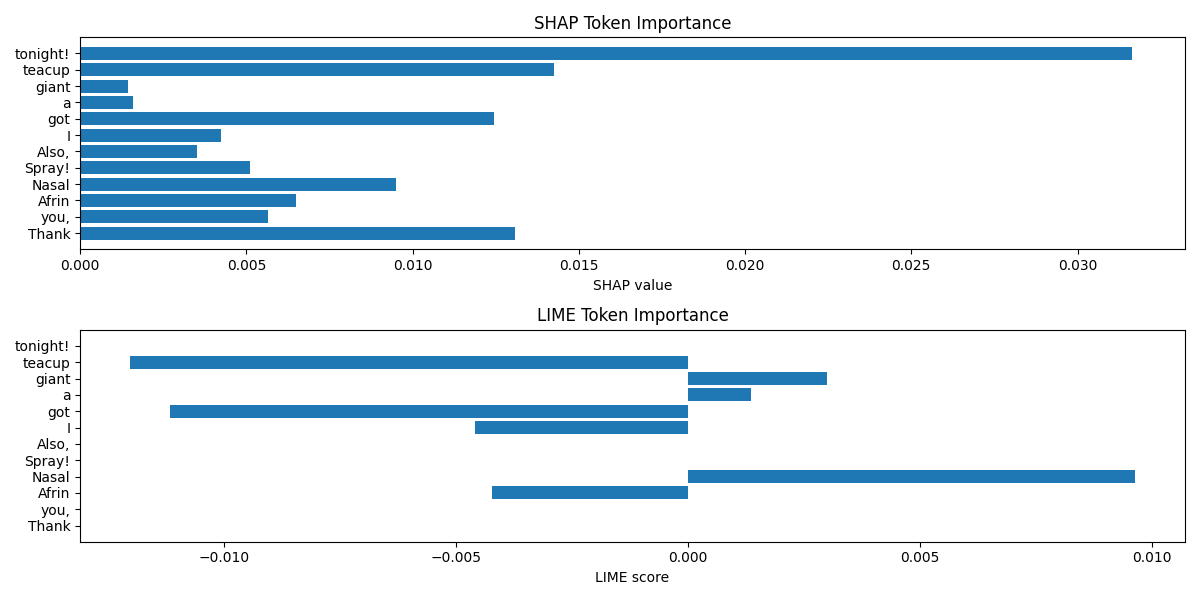 SHAP Token Importance
tonight!
teacup
giant
a
got
I
Also,
Spray!
Nasal
Afrin
you,
Thank
0.000 0.005 0.010 0.015 0.020 0.025 0.030
SHAP value
LIME Token Importance
tonight!
teacup
giant
a
got
I
Also,
Spray!
Nasal
Afrin
you,
Thank
−0.010 −0.005 0.000 0.005 0.010
LIME score